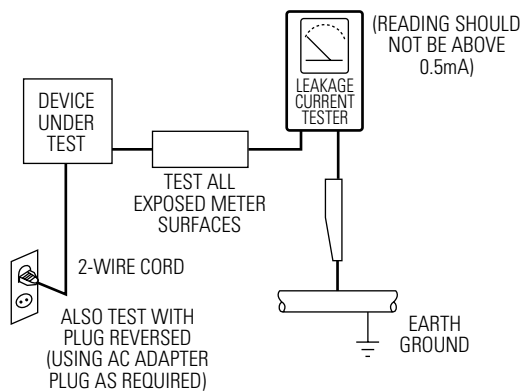 (READING SHOULD
NOT BE ABOVE
0.5mA)
LEAKAGE
CURRENT
TESTER
DEVICE
UNDER
TEST
TEST ALL
EXPOSED METER
SURFACES
2-WIRE CORD
ALSO TEST WITH
PLUG REVERSED
(USING AC ADAPTER
PLUG AS REQUIRED)
EARTH
GROUND